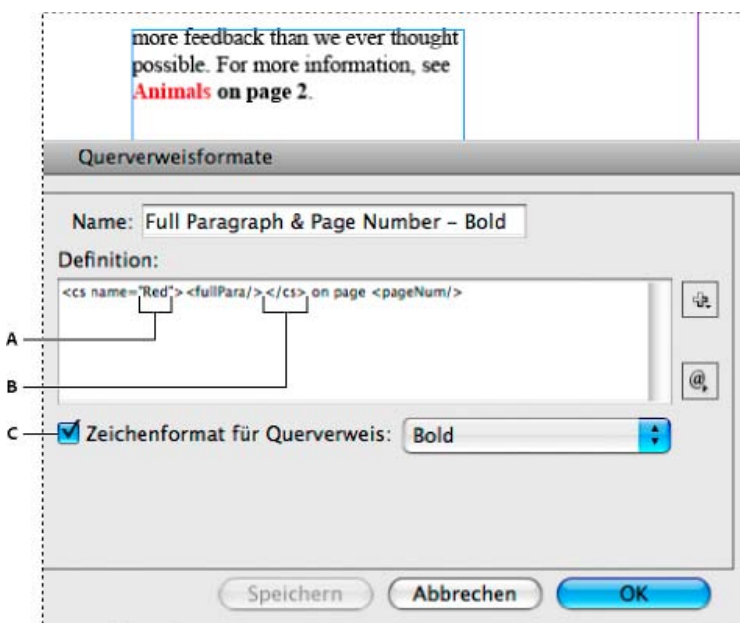 more feedback than we ever thought
possible. For more information, see
Animals on page 2.
Querverweisformate
Name: Full Paragraph & Page Number – Bold
Definition:
<cs name="Red"><fullPara/></cs> on page <pageNum/>
A
B
C
Zeichenformat für Querverweis: Bold
Speichern Abbrechen OK